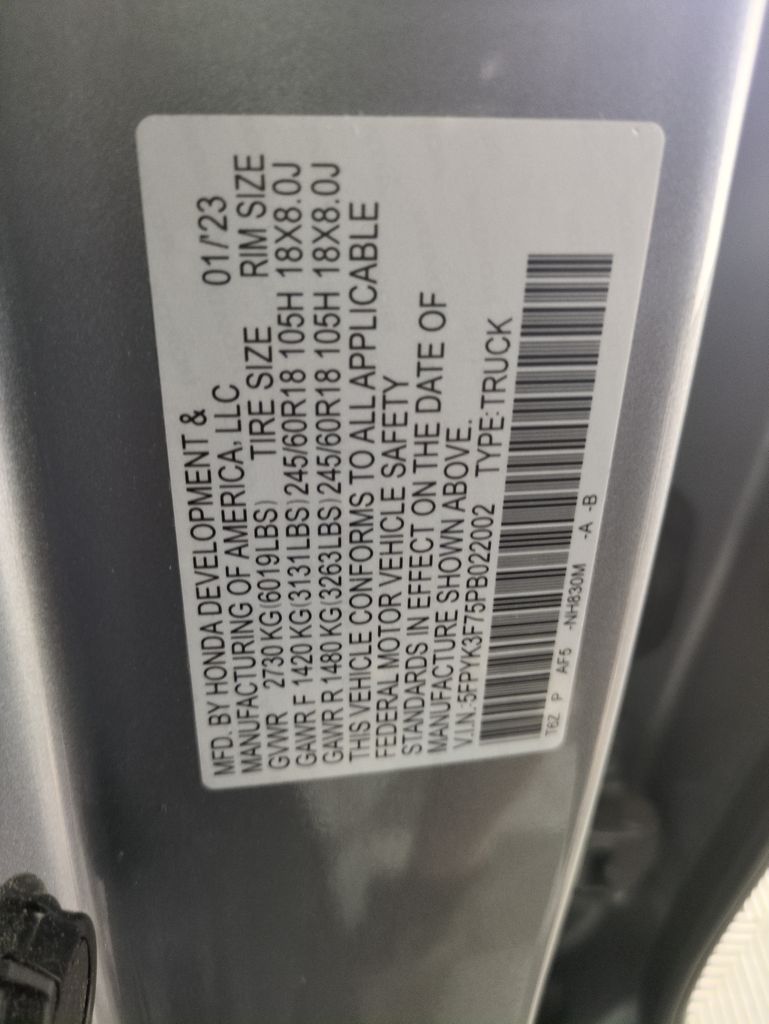 MFD. BY HONDA DEVELOPMENT &
MANUFACTURING OF AMERICA, LLC 01/'23
GVWR 2730 KG(6019LBS) TIRE SIZE RIM SIZE
GAWR F 1420 KG(3131LBS)245/60R18 105H 18X8.0J
GAWR R 1480 KG(3263LBS)245/60R18 105H 18X8.0J
THIS VEHICLE CONFORMS TO ALL APPLICABLE
FEDERAL MOTOR VEHICLE SAFETY
STANDARDS IN EFFECT ON THE DATE OF
MANUFACTURE SHOWN ABOVE.
V.I.N.:5FPYK3F75PB022002 TYPE:TRUCK
T6Z P AF5 -NH830M -A -B